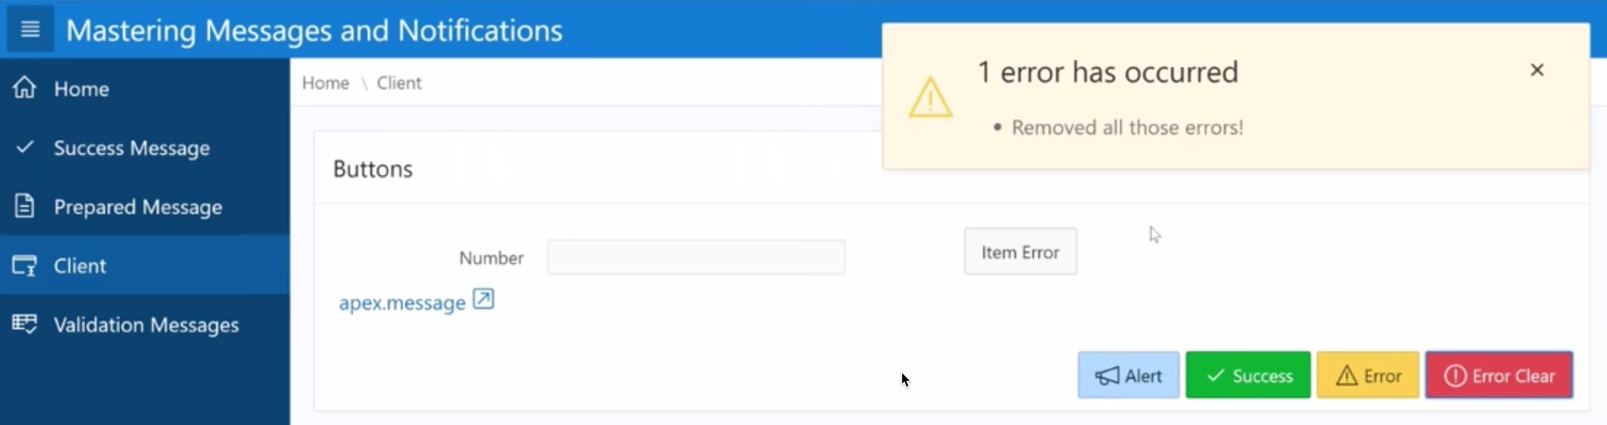 Mastering Messages and Notifications
1 error has occurred
• Removed all those errors!
Home
Success Message
Prepared Message
Client
Validation Messages
Home \ Client
Buttons
Number
Item Error
apex.message
Alert
Success
Error
Error Clear